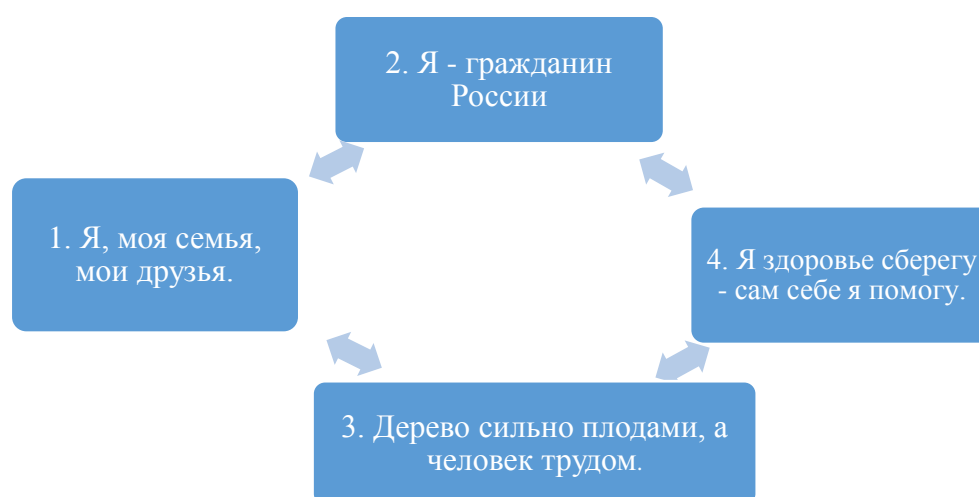 2. Я - гражданин
России
1. Я, моя семья,
мои друзья.
4. Я здоровье сберегу
- сам себе я помогу.
3. Дерево сильно плодами, а
человек трудом.